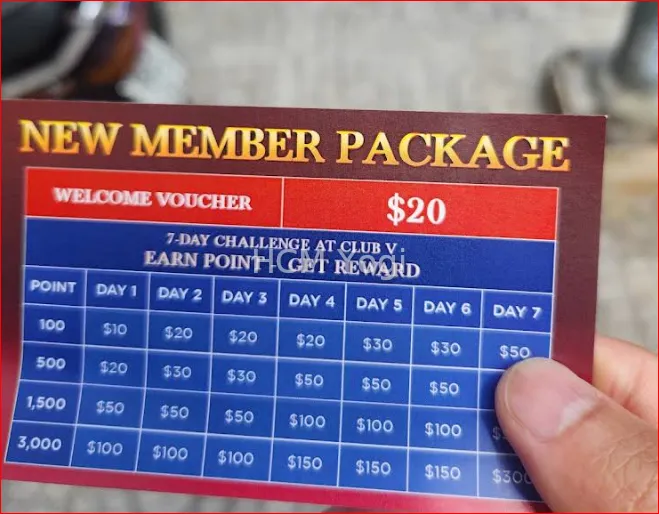 NEW MEMBER PACKAGE
WELCOME VOUCHER $20
7-DAY CHALLENGE AT CLUB V
EARN POINT GET REWARD
HCM Yogi
POINT DAY 1 DAY 2 DAY 3 DAY 4 DAY 5 DAY 6 DAY 7
100 $10 $20 $20 $20 $30 $30 $50
500 $20 $30 $30 $50 $50 $50
1,500 $50 $50 $50 $100 $100 $100
3,000 $100 $100 $100 $150 $150 $150 $300